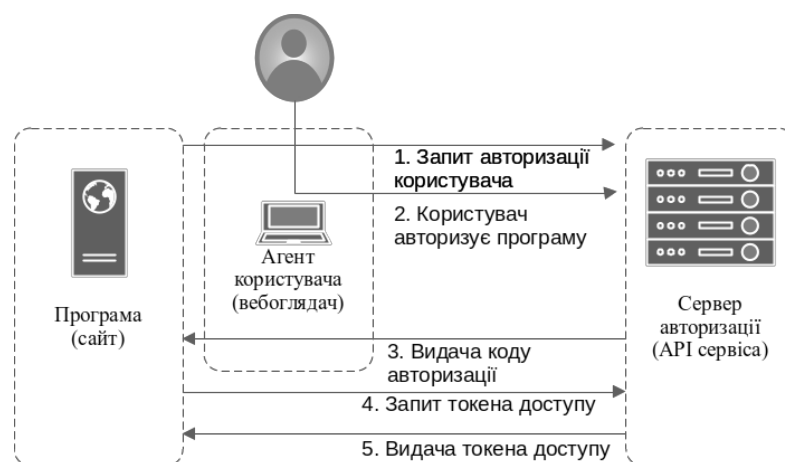 1. Запит авторизації
користувача
2. Користувач
авторизує програму
Агент
користувача
(вебоглядач)
Програма
(сайт)
Сервер
авторизації
(API сервіса)
3. Видача коду
авторизації
4. Запит токена доступу
5. Видача токена доступу